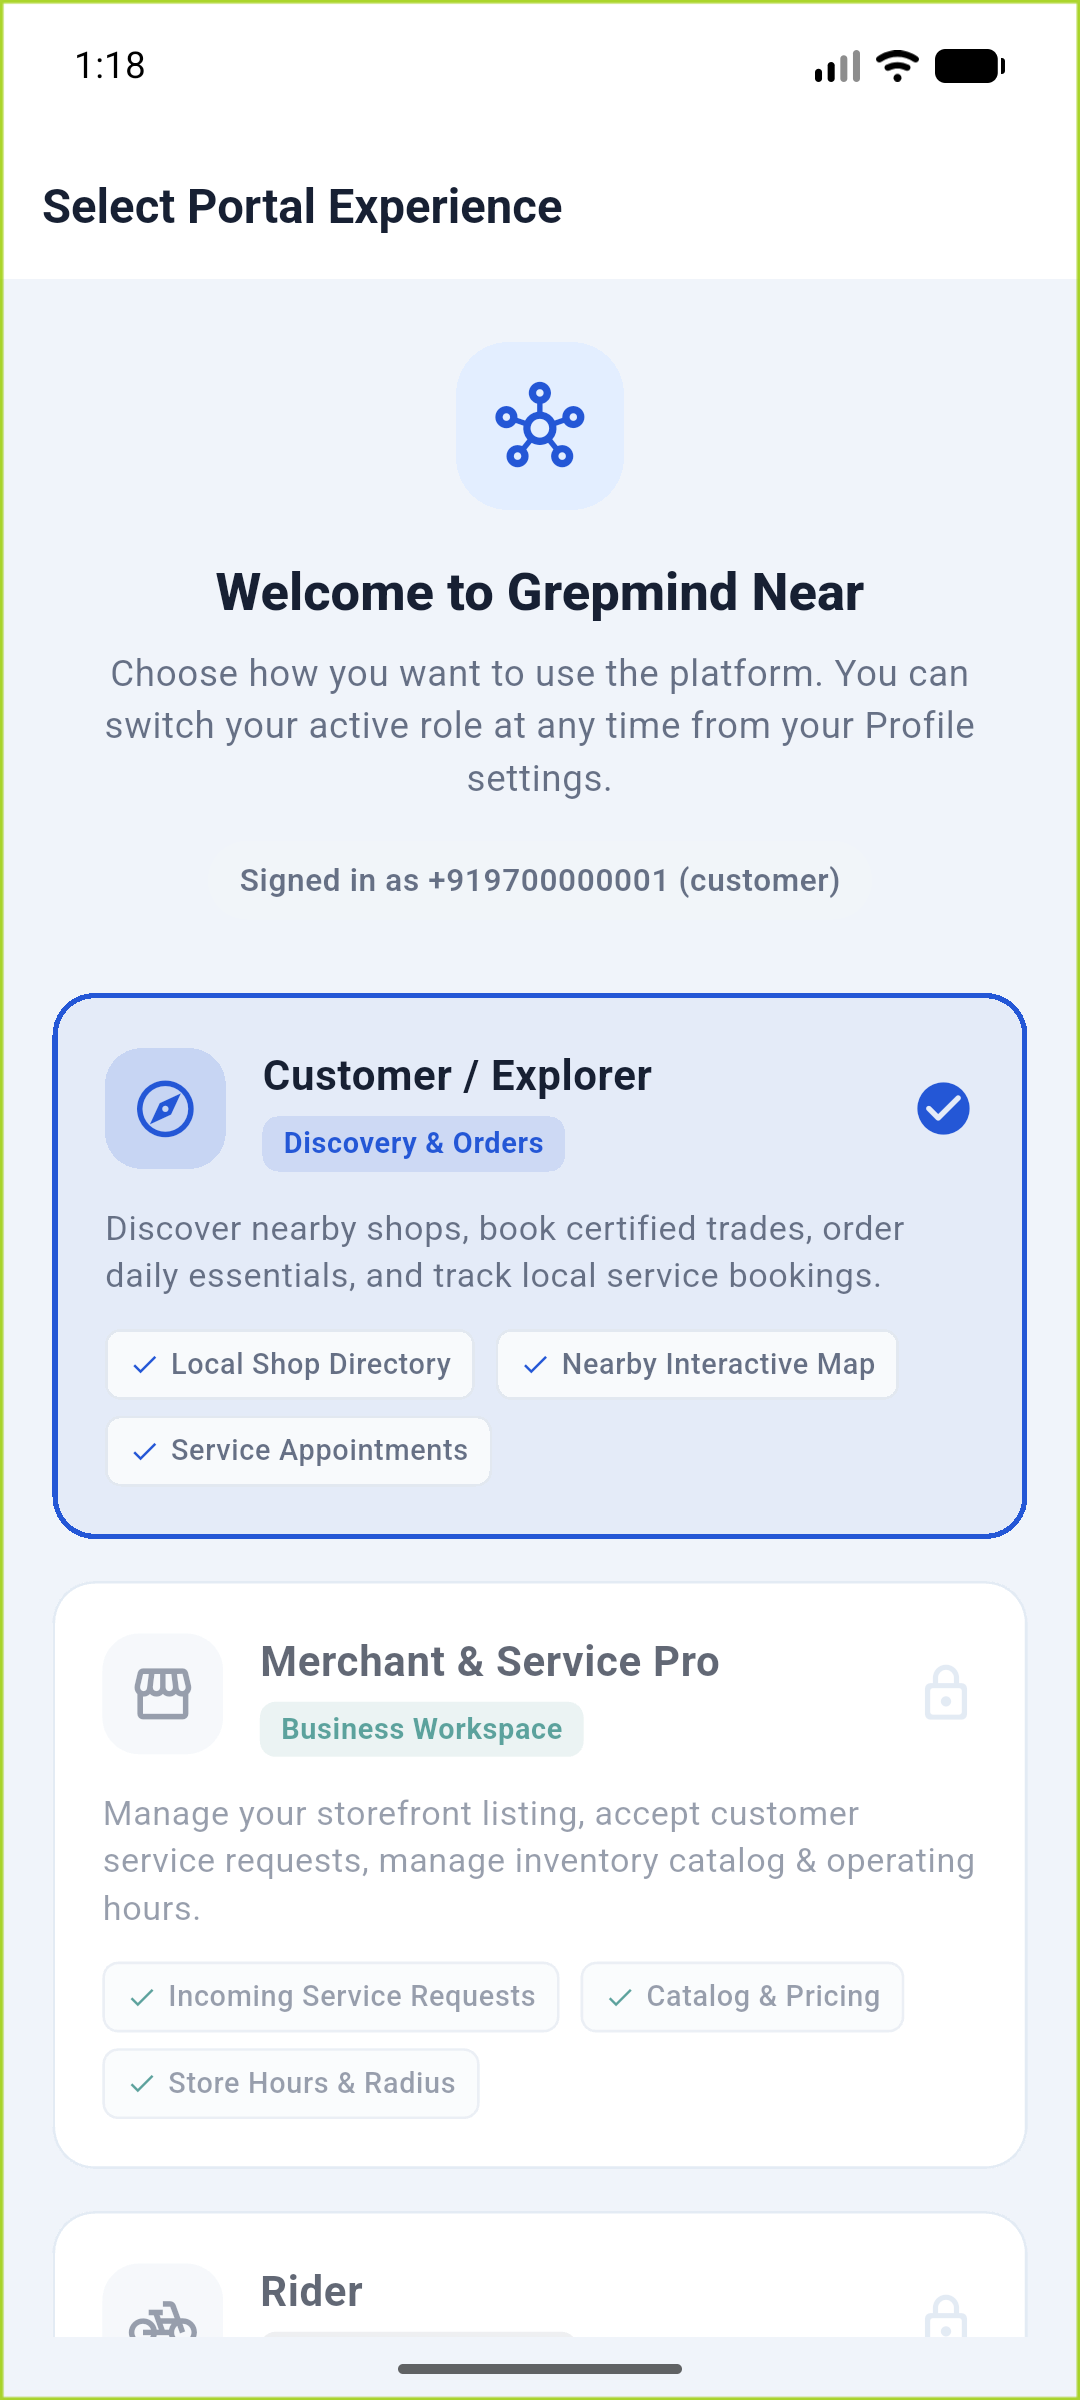 1:18
Select Portal Experience
Welcome to Grepmind Near
Choose how you want to use the platform. You can
switch your active role at any time from your Profile
settings.
Signed in as +919700000001 (customer)
Customer / Explorer
Discovery & Orders
Discover nearby shops, book certified trades, order
daily essentials, and track local service bookings.
Local Shop Directory
Nearby Interactive Map
Service Appointments
Merchant & Service Pro
Business Workspace
Manage your storefront listing, accept customer
service requests, manage inventory catalog & operating
hours.
Incoming Service Requests
Catalog & Pricing
Store Hours & Radius
Rider